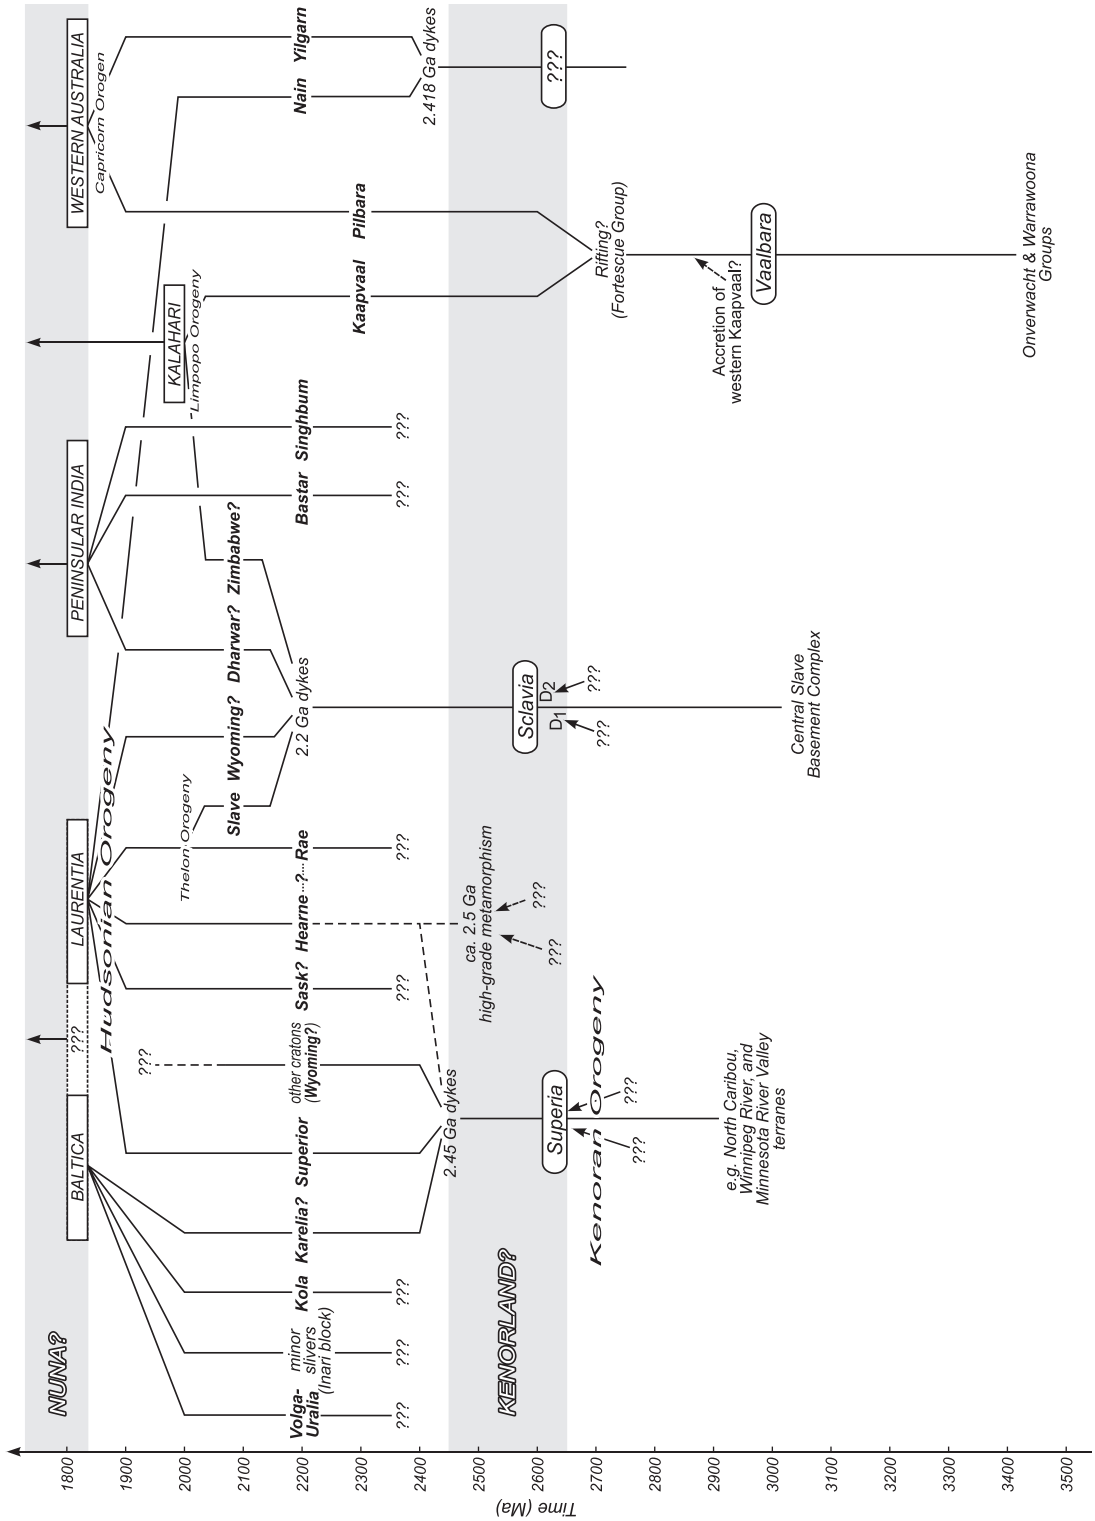 NUNA?
KENORLAND?
BALTICA
???
LAURENTIA
PENINSULAR INDIA
KALAHARI
WESTERN AUSTRALIA
Hudsonian Orogeny
Thelon Orogeny
Limpopo Orogeny
Capricorn Orogen
???
Volga-
Uralia
minor
slivers
(Inari block)
Kola
Karelia?
Superior
other cratons
(Wyoming?)
Sask?
Hearne
?
Rae
Slave
Wyoming?
Dharwar?
Zimbabwe?
Bastar
Singhbum
Kaapvaal
Pilbara
Nain
Yilgarn
???
???
???
???
???
???
???
2.45 Ga dykes
2.2 Ga dykes
2.418 Ga dykes
ca. 2.5 Ga
high-grade metamorphism
???
???
Superia
Sclavia
D1
D2
???
???
???
Kenoran Orogeny
???
???
Rifting?
(Fortescue Group)
Accretion of
western Kaapvaal?
Vaalbara
e.g. North Caribou,
Winnipeg River, and
Minnesota River Valley
terranes
Central Slave
Basement Complex
Onverwacht & Warrawoona
Groups
1800
1900
2000
2100
2200
2300
2400
2500
2600
2700
2800
2900
3000
3100
3200
3300
3400
3500
Time (Ma)